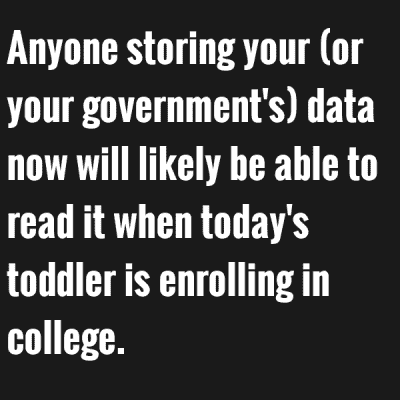 Anyone storing your (or
your government's) data
now will likely be able to
read it when today's
toddler is enrolling in
college.